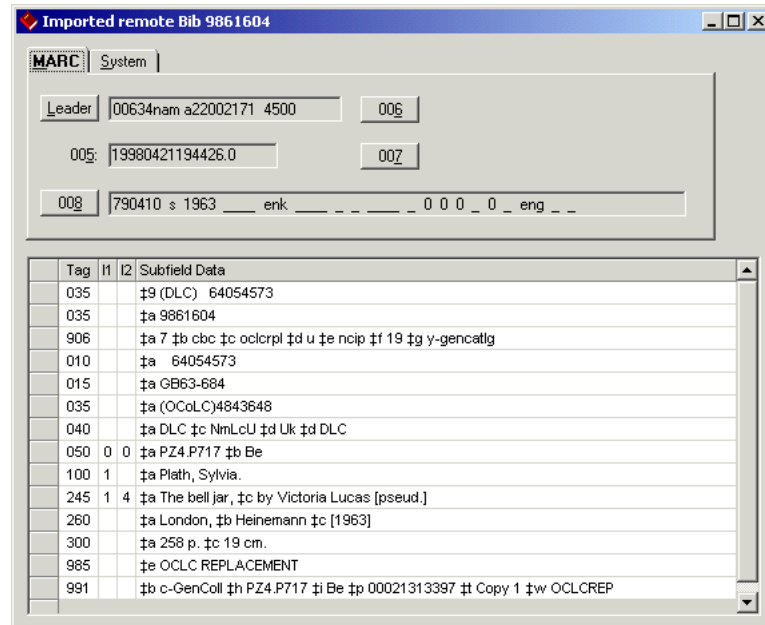 Imported remote Bib 9861604
MARC System
Leader 00634nam a22002171 4500 006
005: 19980421194426.0 007
008 790410 s 1963 ____ enk ____ _ _ ____ _ 0 0 0 _ 0 _ eng _ _
Tag I1 I2 Subfield Data
035 ‡9 (DLC) 64054573
035 ‡a 9861604
906 ‡a 7 ‡b cbc ‡c oclcrpl ‡d u ‡e ncip ‡f 19 ‡g y-gencatlg
010 ‡a 64054573
015 ‡a GB63-684
035 ‡a (OCoLC)4843648
040 ‡a DLC ‡c NmLcU ‡d Uk ‡d DLC
050 0 0 ‡a PZ4.P717 ‡b Be
100 1 ‡a Plath, Sylvia.
245 1 4 ‡a The bell jar, ‡c by Victoria Lucas [pseud.]
260 ‡a London, ‡b Heinemann ‡c [1963]
300 ‡a 258 p. ‡c 19 cm.
985 ‡e OCLC REPLACEMENT
991 ‡b c-GenColl ‡h PZ4.P717 ‡i Be ‡p 00021313397 ‡t Copy 1 ‡w OCLCREP